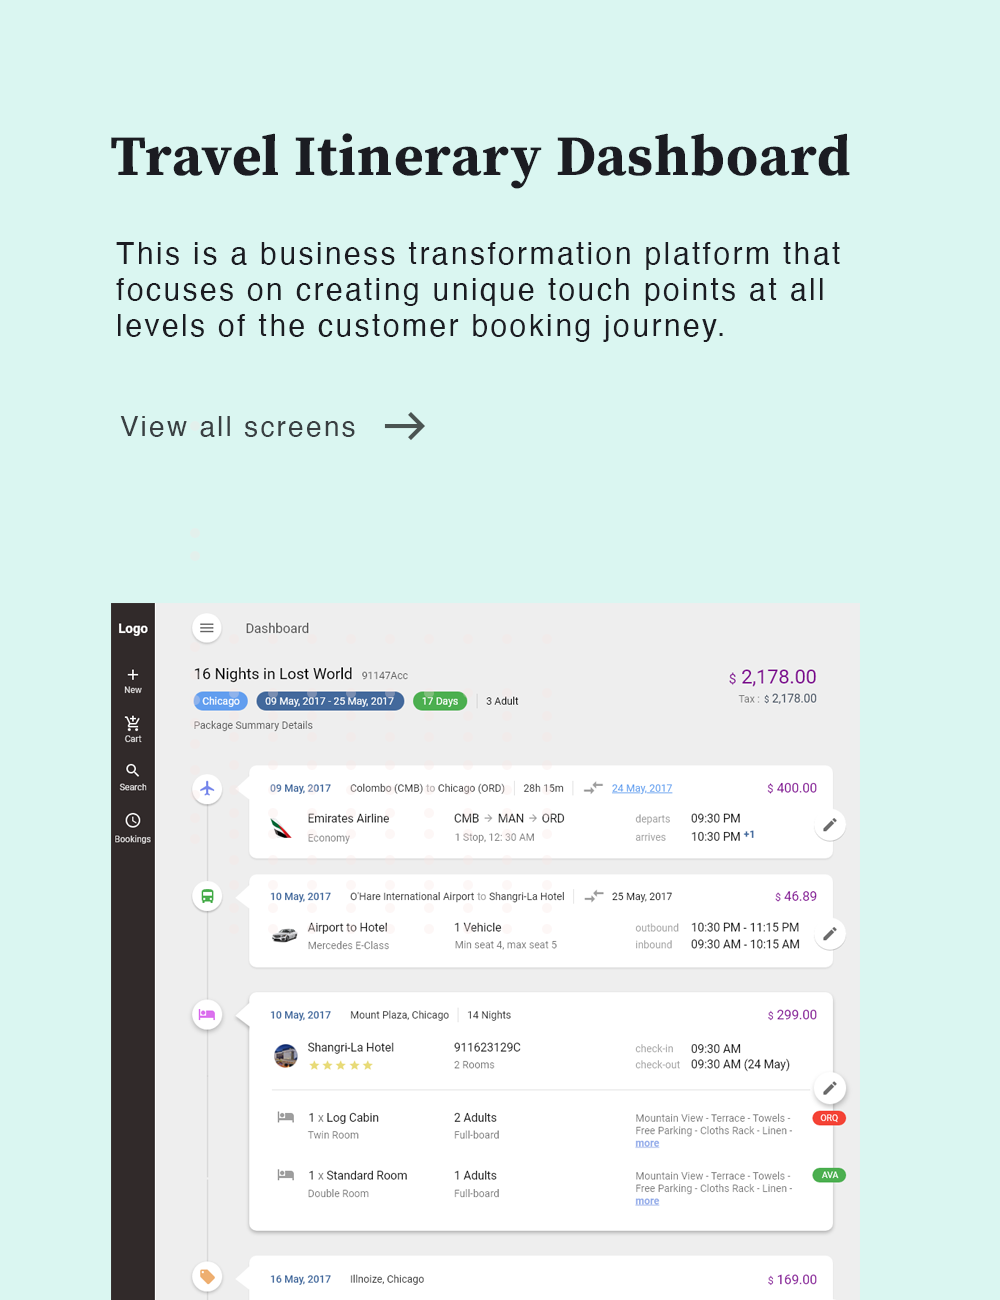 Travel Itinerary Dashboard
This is a business transformation platform that
focuses on creating unique touch points at all
levels of the customer booking journey.
View all screens
Logo
Dashboard
New
Cart
Search
Bookings
16 Nights in Lost World 91147Acc
$ 2,178.00
Chicago 09 May, 2017 - 25 May, 2017 17 Days 3 Adult
Tax : $ 2,178.00
Package Summary Details
09 May, 2017 Colombo (CMB) to Chicago (ORD) 28h 15m 24 May, 2017 $ 400.00
Emirates Airline CMB → MAN → ORD departs 09:30 PM
Economy 1 Stop, 12: 30 AM arrives 10:30 PM +1
10 May, 2017 O'Hare International Airport to Shangri-La Hotel 25 May, 2017 $ 46.89
Airport to Hotel 1 Vehicle outbound 10:30 PM - 11:15 PM
Mercedes E-Class Min seat 4, max seat 5 inbound 09:30 AM - 10:15 AM
10 May, 2017 Mount Plaza, Chicago 14 Nights $ 299.00
Shangri-La Hotel 911623129C check-in 09:30 AM
2 Rooms check-out 09:30 AM (24 May)
1 x Log Cabin 2 Adults Mountain View - Terrace - Towels - ORQ
Twin Room Full-board Free Parking - Cloths Rack - Linen -
more
1 x Standard Room 1 Adults Mountain View - Terrace - Towels - AVA
Double Room Full-board Free Parking - Cloths Rack - Linen -
more
16 May, 2017 Illnoize, Chicago $ 169.00